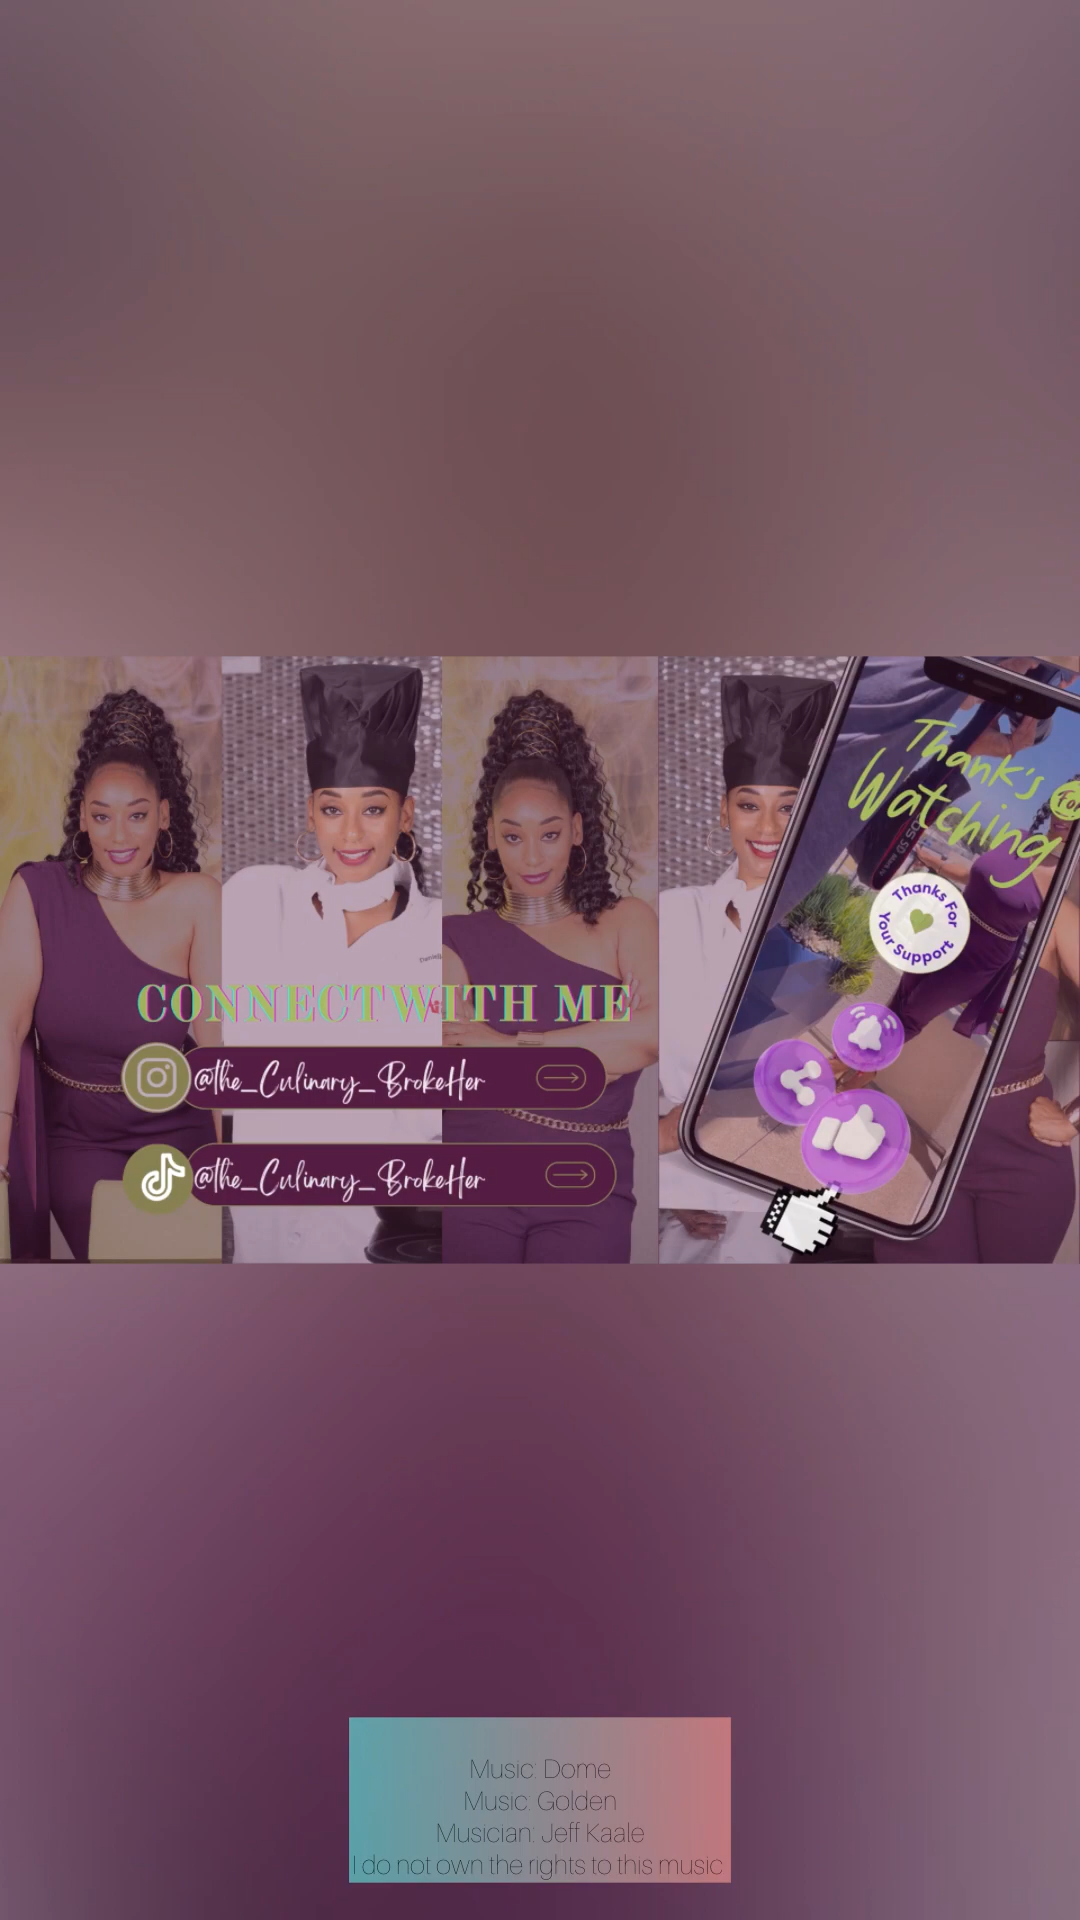 Thank's
Watching
For
Thanks For
Your Support
CONNECT WITH ME
@the_Culinary_BrokeHer
@the_Culinary_BrokeHer
Music: Dome
Music: Golden
Musician: Jeff Kaale
I do not own the rights to this music